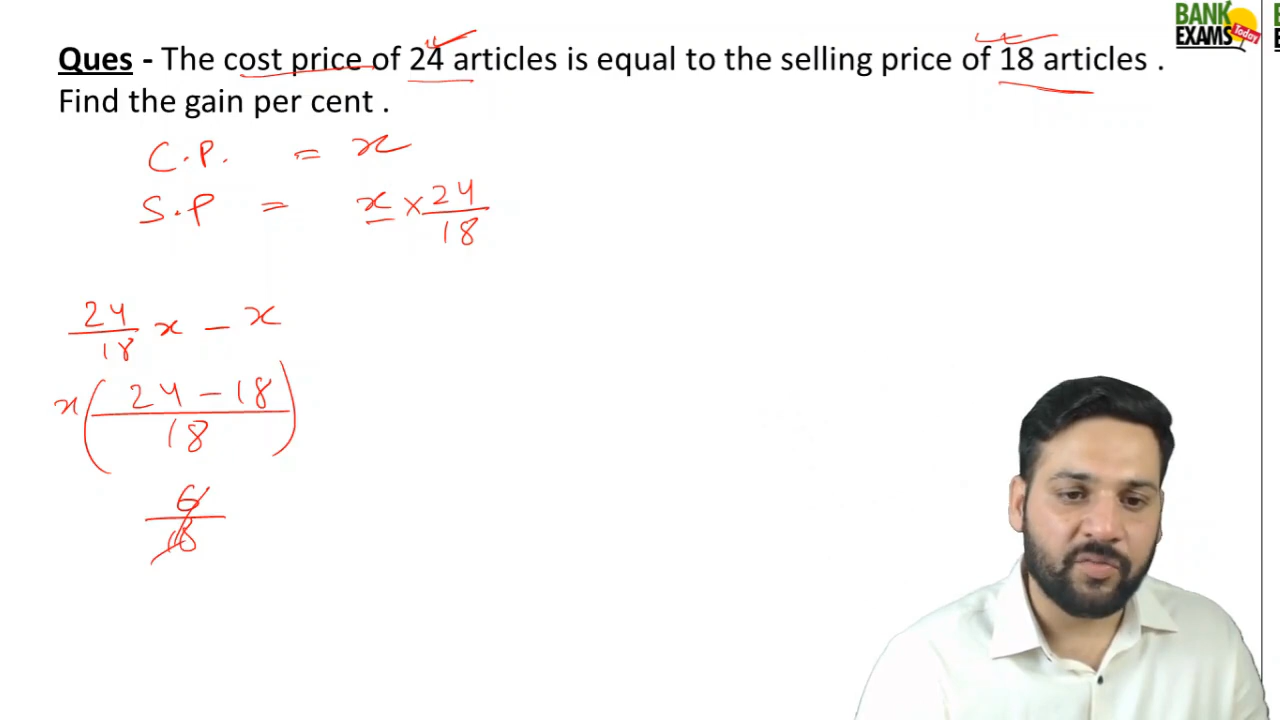 BANK
EXAMS Today
Ques - The cost price of 24 articles is equal to the selling price of 18 articles .
Find the gain per cent .
C.P. = x
S.P = x × 24/18
24/18 x - x
x(24 - 18/18)
6/18